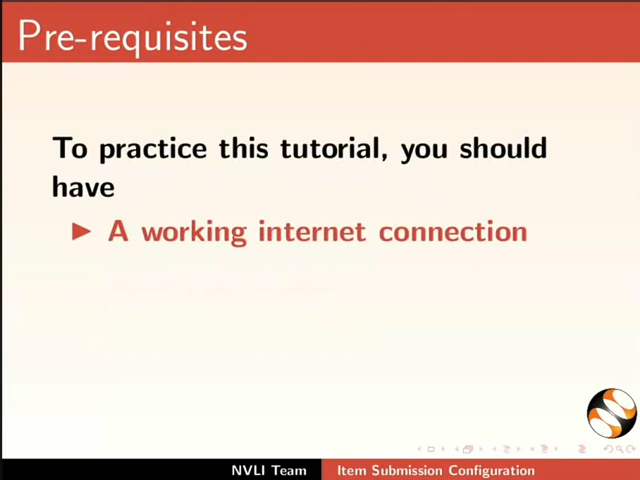 Pre-requisites
To practice this tutorial, you should
have
A working internet connection
NVLI Team
Item Submission Configuration